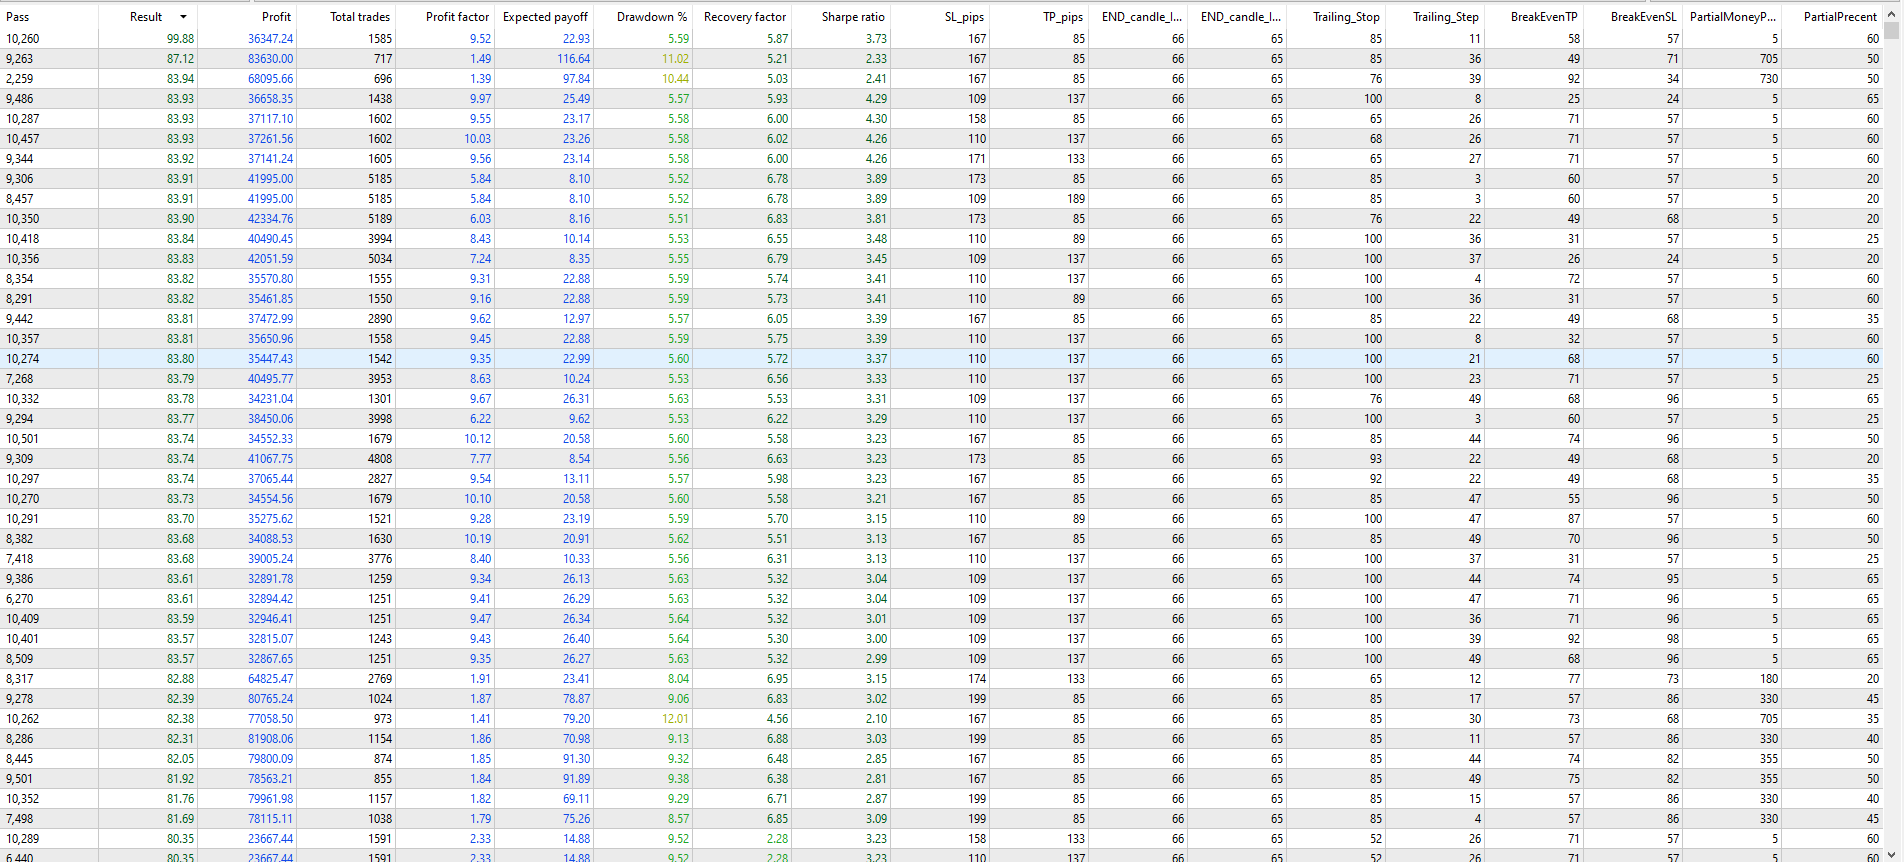 Pass Result Profit Total trades Profit factor Expected payoff Drawdown % Recovery factor Sharpe ratio SL_pips TP_pips END_candle_l... END_candle_l... Trailing_Stop Trailing_Step BreakEvenTP BreakEvenSL PartialMoneyP... PartialPrecent
10,260 99.88 36347.24 1585 9.52 22.93 5.59 5.87 3.73 167 85 66 65 85 11 58 57 5 60
9,263 87.12 83630.00 717 1.49 116.64 11.02 5.21 2.33 167 85 66 65 85 36 49 71 705 50
2,259 83.94 68095.66 696 1.39 97.84 10.44 5.03 2.41 167 85 66 65 76 39 92 34 730 50
9,486 83.93 36658.35 1438 9.97 25.49 5.57 5.93 4.29 109 137 66 65 100 8 25 24 5 65
10,287 83.93 37117.10 1602 9.55 23.17 5.58 6.00 4.30 158 85 66 65 65 26 71 57 5 60
10,457 83.93 37261.56 1602 10.03 23.26 5.58 6.02 4.26 110 137 66 65 68 26 71 57 5 60
9,344 83.92 37141.24 1605 9.56 23.14 5.58 6.00 4.26 171 133 66 65 65 27 71 57 5 60
9,306 83.91 41995.00 5185 5.84 8.10 5.52 6.78 3.89 173 85 66 65 85 3 60 57 5 20
8,457 83.91 41995.00 5185 5.84 8.10 5.52 6.78 3.89 109 189 66 65 85 3 60 57 5 20
10,350 83.90 42334.76 5189 6.03 8.16 5.51 6.83 3.81 173 85 66 65 76 22 49 68 5 20
10,418 83.84 40490.45 3994 8.43 10.14 5.53 6.55 3.48 110 89 66 65 100 36 31 57 5 25
10,356 83.83 42051.59 5034 7.24 8.35 5.55 6.79 3.45 109 137 66 65 100 37 26 24 5 20
8,354 83.82 35570.80 1555 9.31 22.88 5.59 5.74 3.41 110 137 66 65 100 4 72 57 5 60
8,291 83.82 35461.85 1550 9.16 22.88 5.59 5.73 3.41 110 89 66 65 100 36 31 57 5 60
9,442 83.81 37472.99 2890 9.62 12.97 5.57 6.05 3.39 167 85 66 65 85 22 49 68 5 35
10,357 83.81 35650.96 1558 9.45 22.88 5.59 5.75 3.39 110 137 66 65 100 8 32 57 5 60
10,274 83.80 35447.43 1542 9.35 22.99 5.60 5.72 3.37 110 137 66 65 100 21 68 57 5 60
7,268 83.79 40495.77 3953 8.63 10.24 5.53 6.56 3.33 110 137 66 65 100 23 71 57 5 25
10,332 83.78 34231.04 1301 9.67 26.31 5.63 5.53 3.31 109 137 66 65 76 49 68 96 5 65
9,294 83.77 38450.06 3998 6.22 9.62 5.53 6.22 3.29 110 137 66 65 100 3 60 57 5 25
10,501 83.74 34552.33 1679 10.12 20.58 5.60 5.58 3.23 167 85 66 65 85 44 74 96 5 50
9,309 83.74 41067.75 4808 7.77 8.54 5.56 6.63 3.23 173 85 66 65 93 22 49 68 5 20
10,297 83.74 37065.44 2827 9.54 13.11 5.57 5.98 3.23 167 85 66 65 92 22 49 68 5 35
10,270 83.73 34554.56 1679 10.10 20.58 5.60 5.58 3.21 167 85 66 65 85 47 55 96 5 50
10,291 83.70 35275.62 1521 9.28 23.19 5.59 5.70 3.15 110 89 66 65 100 47 87 57 5 60
8,382 83.68 34088.53 1630 10.19 20.91 5.62 5.51 3.13 167 85 66 65 85 49 70 96 5 50
7,418 83.68 39005.24 3776 8.40 10.33 5.56 6.31 3.13 110 137 66 65 100 37 31 57 5 25
9,386 83.61 32891.78 1259 9.34 26.13 5.63 5.32 3.04 109 137 66 65 100 44 74 95 5 65
6,270 83.61 32894.42 1251 9.41 26.29 5.63 5.32 3.04 109 137 66 65 100 47 71 96 5 65
10,409 83.59 32946.41 1251 9.47 26.34 5.64 5.32 3.01 109 137 66 65 100 36 71 96 5 65
10,401 83.57 32815.07 1243 9.43 26.40 5.64 5.30 3.00 109 137 66 65 100 39 92 98 5 65
8,509 83.57 32867.65 1251 9.35 26.27 5.63 5.32 2.99 109 137 66 65 100 49 68 96 5 65
8,317 82.88 64825.47 2769 1.91 23.41 8.04 6.95 3.15 174 133 66 65 65 12 77 73 180 20
9,278 82.39 80765.24 1024 1.87 78.87 9.06 6.83 3.02 199 85 66 65 85 17 57 86 330 45
10,262 82.38 77058.50 973 1.41 79.20 12.01 4.56 2.10 167 85 66 65 85 30 73 68 705 35
8,286 82.31 81908.06 1154 1.86 70.98 9.13 6.88 3.03 199 85 66 65 85 11 57 86 330 40
8,445 82.05 79800.09 874 1.85 91.30 9.32 6.48 2.85 167 85 66 65 85 44 74 82 355 50
9,501 81.92 78563.21 855 1.84 91.89 9.38 6.38 2.81 167 85 66 65 85 49 75 82 355 50
10,352 81.76 79961.98 1157 1.82 69.11 9.29 6.71 2.87 199 85 66 65 85 15 57 86 330 40
7,498 81.69 78115.11 1038 1.79 75.26 8.57 6.85 3.09 199 85 66 65 85 4 57 86 330 45
10,289 80.35 23667.44 1591 2.33 14.88 9.52 2.28 3.23 158 133 66 65 52 26 71 57 5 60
6,440 80.35 23667.44 1591 2.33 14.88 9.52 2.28 3.23 110 137 66 65 52 26 71 57 5 60